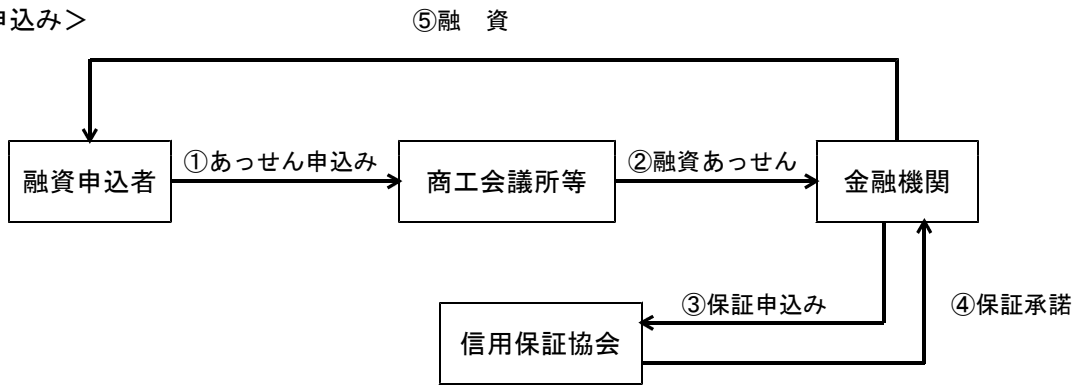 申込み＞
⑤融　資
融資申込者
①あっせん申込み
商工会議所等
②融資あっせん
金融機関
③保証申込み
④保証承諾
信用保証協会